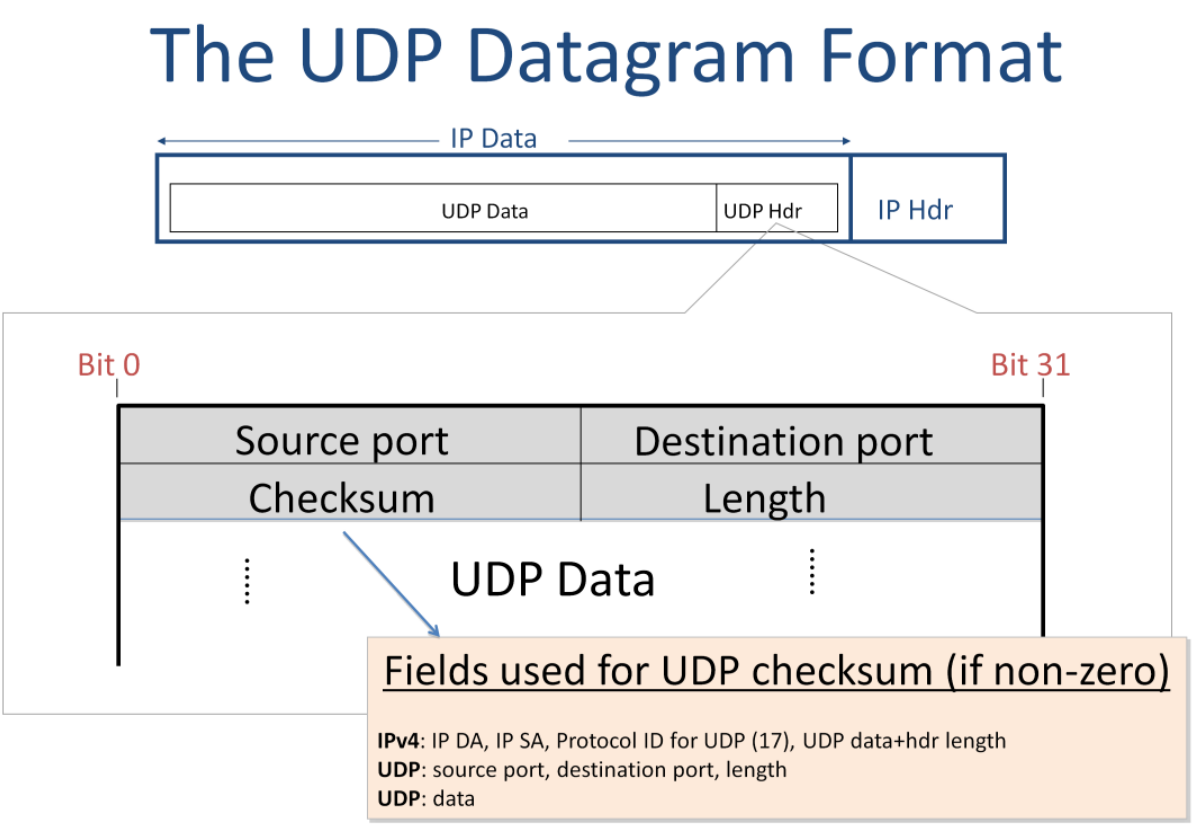 The UDP Datagram Format
IP Data
UDP Data
UDP Hdr
IP Hdr
Bit 0
Bit 31
Source port
Destination port
Checksum
Length
UDP Data
Fields used for UDP checksum (if non-zero)
IPv4: IP DA, IP SA, Protocol ID for UDP (17), UDP data+hdr length
UDP: source port, destination port, length
UDP: data